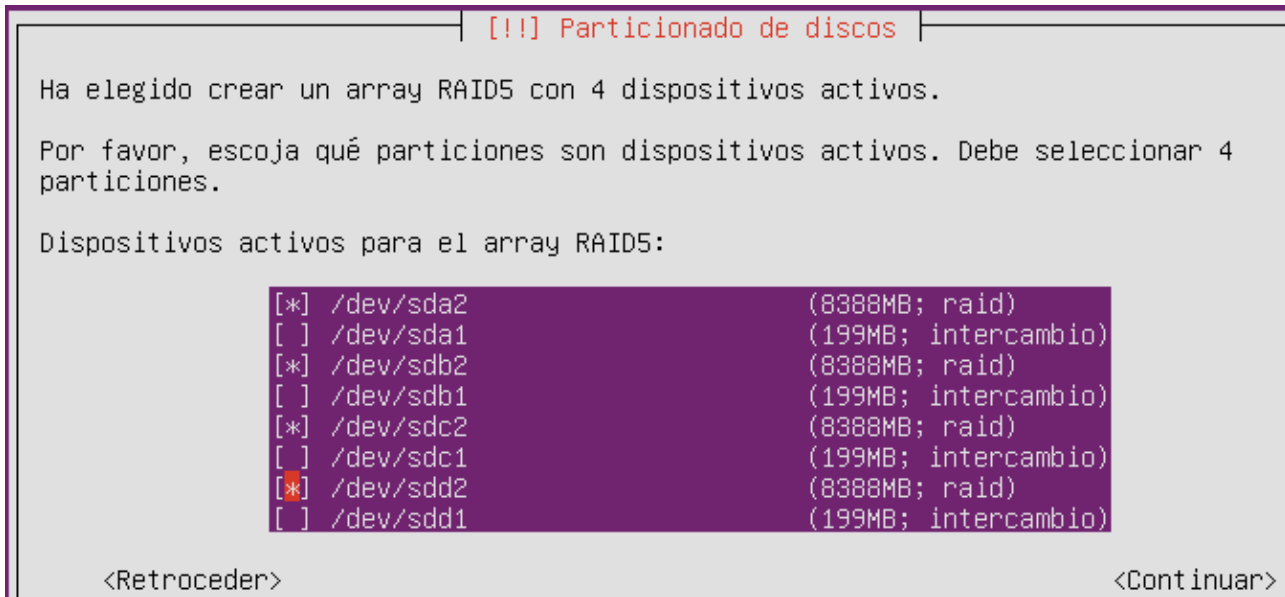 [!!] Particionado de discos
Ha elegido crear un array RAID5 con 4 dispositivos activos.
Por favor, escoja qué particiones son dispositivos activos. Debe seleccionar 4
particiones.
Dispositivos activos para el array RAID5:
[*] /dev/sda2 (8388MB; raid)
[ ] /dev/sda1 (199MB; intercambio)
[*] /dev/sdb2 (8388MB; raid)
[ ] /dev/sdb1 (199MB; intercambio)
[*] /dev/sdc2 (8388MB; raid)
[ ] /dev/sdc1 (199MB; intercambio)
[*] /dev/sdd2 (8388MB; raid)
[ ] /dev/sdd1 (199MB; intercambio)
<Retroceder> <Continuar>